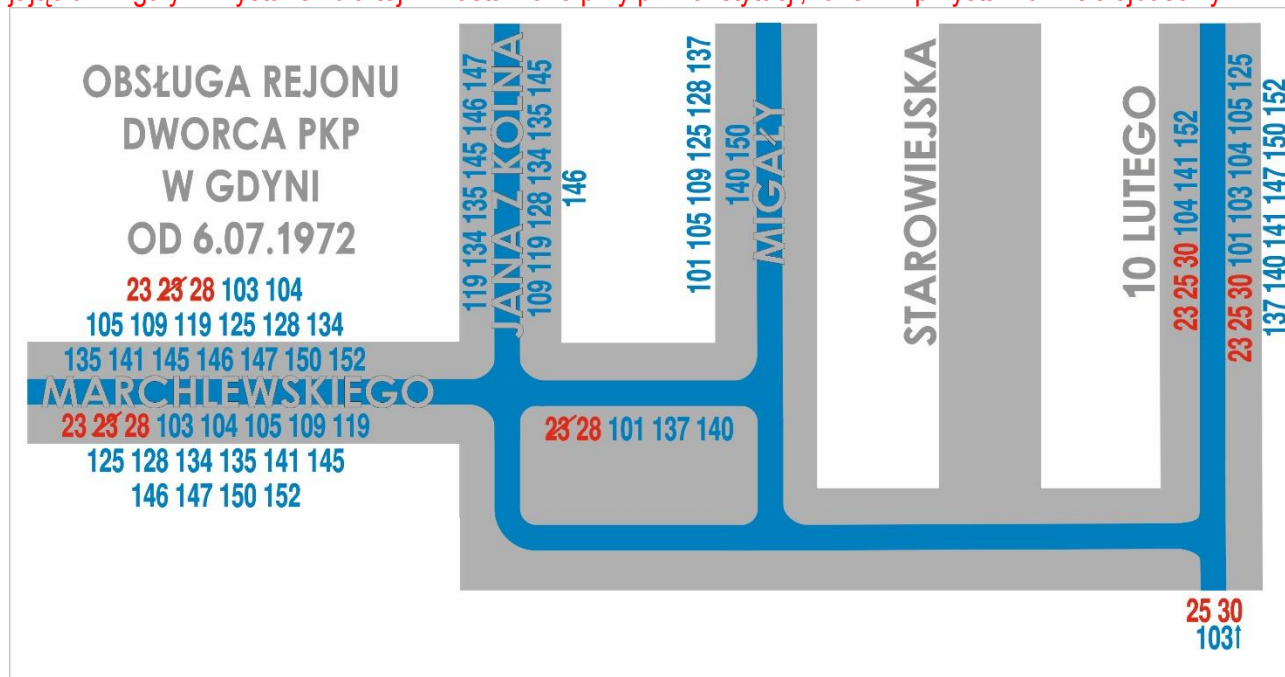 OBSŁUGA REJONU
DWORCA PKP
W GDYNI
OD 6.07.1972
23 23 28 103 104
105 109 119 125 128 134
135 141 145 146 147 150 152
MARCHLEWSKIEGO
23 23 28 103 104 105 109 119
125 128 134 135 141 145
146 147 150 152
119 134 135 145 146 147
JANA Z KOLNA
109 119 128 134 135 145
146
101 105 109 125 128 137
140 150
MIGAŁY
23 28 101 137 140
STAROWIEJSKA
10 LUTEGO
23 25 30 104 141 152
23 25 30 101 103 104 105 125
137 140 141 147 150 152
25 30
103↑